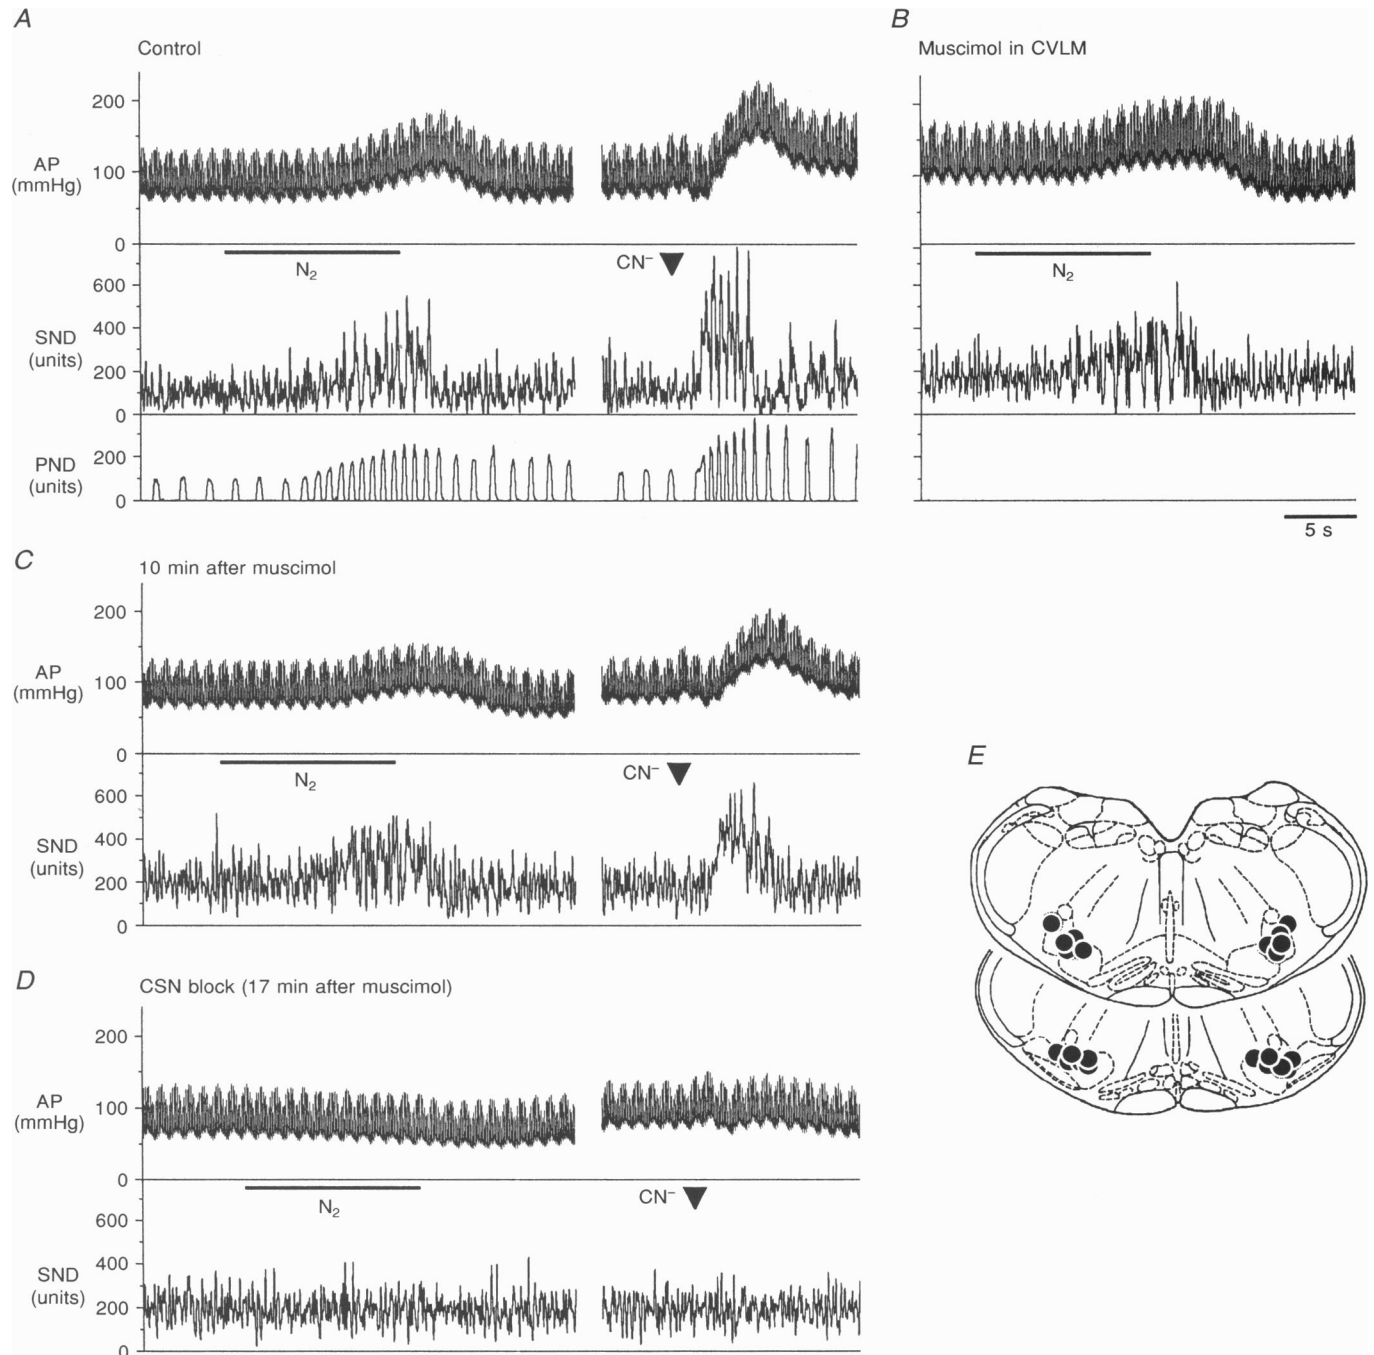 A
Control
200
AP
100
(mmHg)
0
N2
CN–
600
SND
400
(units)
200
0
PND
200
(units)
0
B
Muscimol in CVLM
N2
5 s
C
10 min after muscimol
200
AP
100
(mmHg)
0
N2
CN–
600
SND
400
(units)
200
0
D
CSN block (17 min after muscimol)
200
AP
100
(mmHg)
0
N2
CN–
600
400
SND
(units)
200
0
E